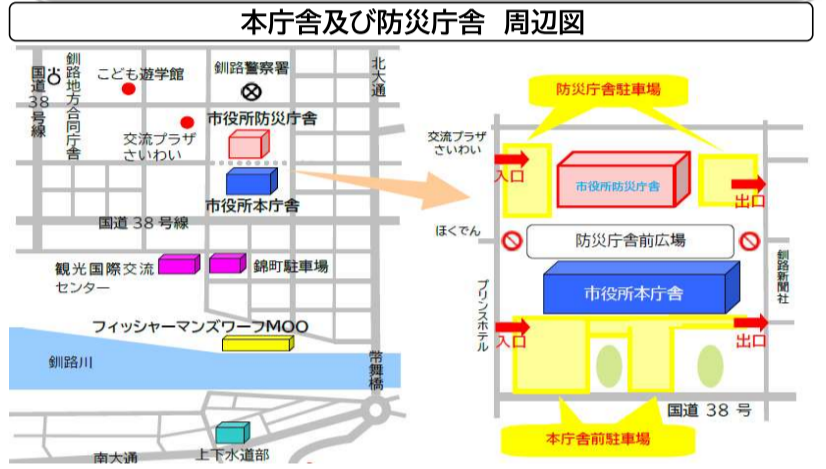 本庁舎及び防災庁舎 周辺図
国道38号線
釧路地方合同庁舎
こども遊学館
釧路警察署
北大通
市役所防災庁舎
交流プラザ
さいわい
市役所本庁舎
国道38号線
観光国際交流
センター
錦町駐車場
フィッシャーマンズワーフMOO
釧路川
幣舞橋
南大通
上下水道部
防災庁舎駐車場
交流プラザ
さいわい
入口
市役所防災庁舎
出口
ほくでん
防災庁舎前広場
釧路新聞社
プリンスホテル
市役所本庁舎
入口
出口
国道 38 号
本庁舎前駐車場